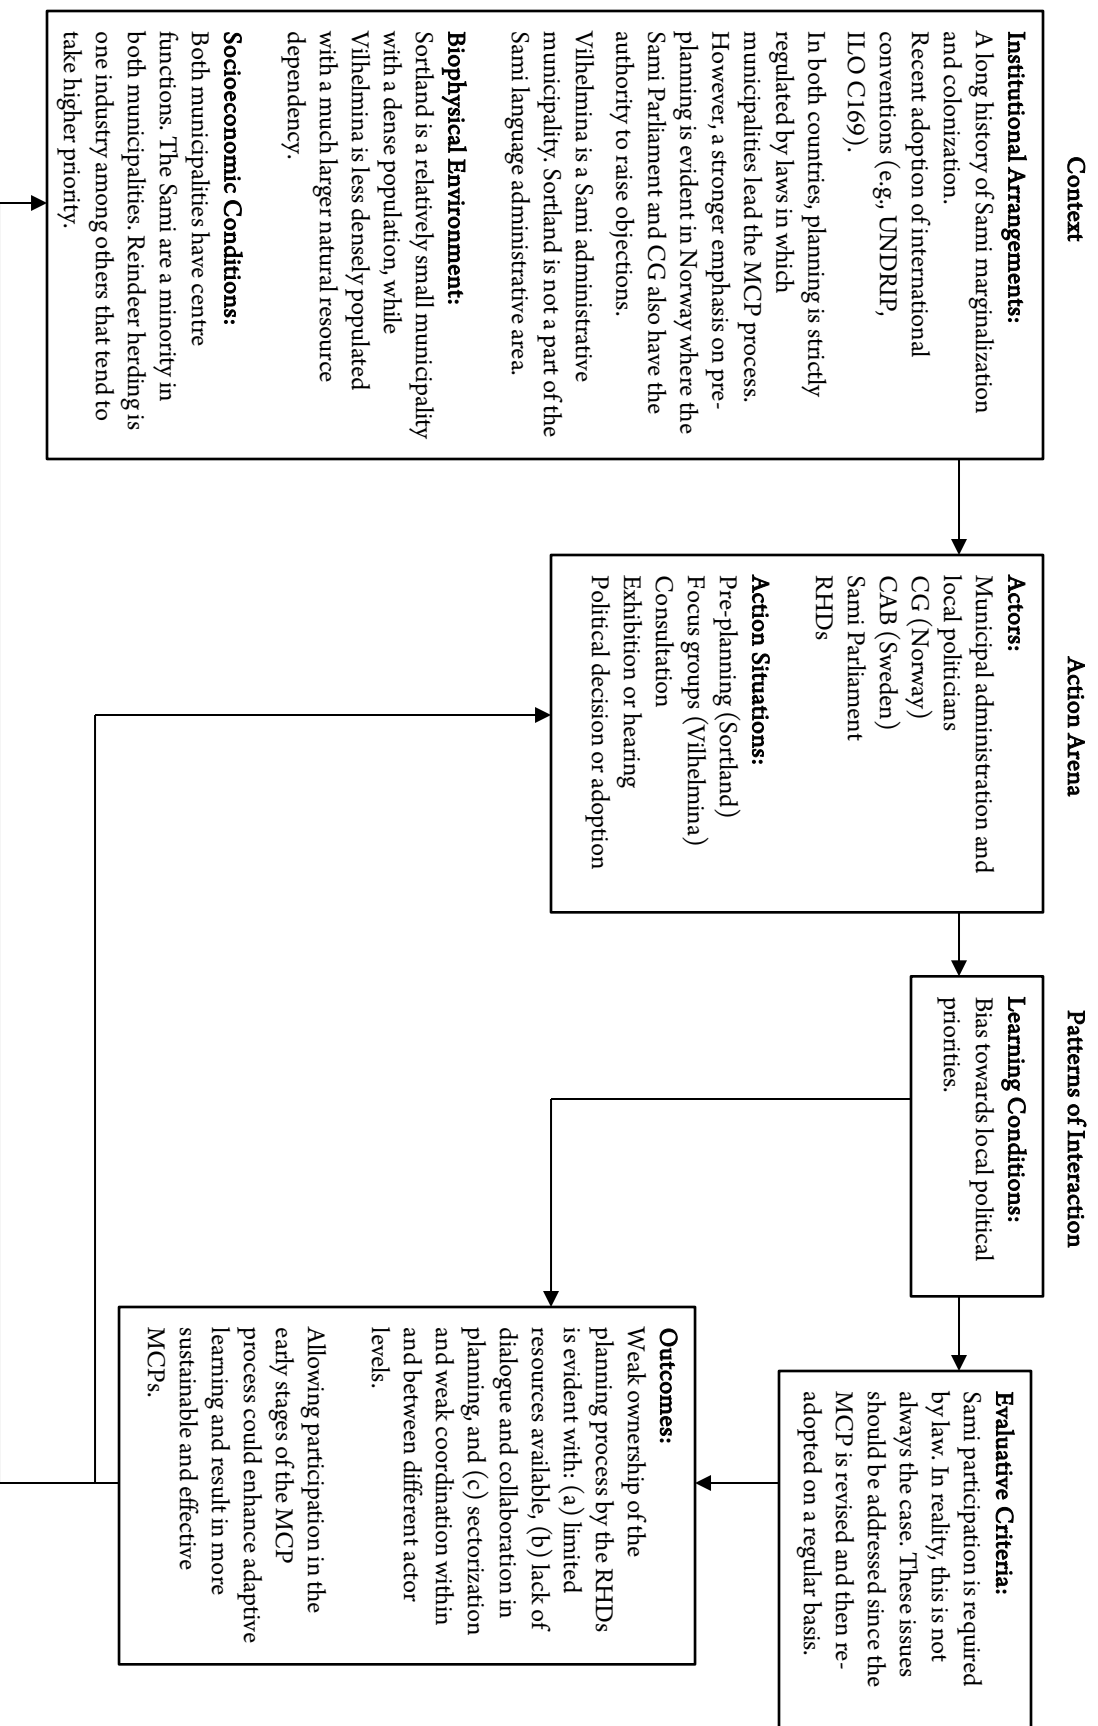 Context
Institutional Arrangements:
A long history of Sami marginalization
and colonization.
Recent adoption of international
conventions (e.g., UNDRIP,
ILO C169).
In both countries, planning is strictly
regulated by laws in which
municipalities lead the MCP process.
However, a stronger emphasis on pre-
planning is evident in Norway where the
Sami Parliament and CG also have the
authority to raise objections.
Vilhelmina is a Sami administrative
municipality. Sortland is not a part of the
Sami language administrative area.
Biophysical Environment:
Sortland is a relatively small municipality
with a dense population, while
Vilhelmina is less densely populated
with a much larger natural resource
dependency.
Socioeconomic Conditions:
Both municipalities have centre
functions. The Sami are a minority in
both municipalities. Reindeer herding is
one industry among others that tend to
take higher priority.
Action Arena
Actors:
Municipal administration and
local politicians
CG (Norway)
CAB (Sweden)
Sami Parliament
RHDs
Action Situations:
Pre-planning (Sortland)
Focus groups (Vilhelmina)
Consultation
Exhibition or hearing
Political decision or adoption
Patterns of Interaction
Learning Conditions:
Bias towards local political
priorities.
Evaluative Criteria:
Sami participation is required
by law. In reality, this is not
always the case. These issues
should be addressed since the
MCP is revised and then re-
adopted on a regular basis.
Outcomes:
Weak ownership of the
planning process by the RHDs
is evident with: (a) limited
resources available, (b) lack of
dialogue and collaboration in
planning, and (c) sectorization
and weak coordination within
and between different actor
levels.
Allowing participation in the
early stages of the MCP
process could enhance adaptive
learning and result in more
sustainable and effective
MCPs.